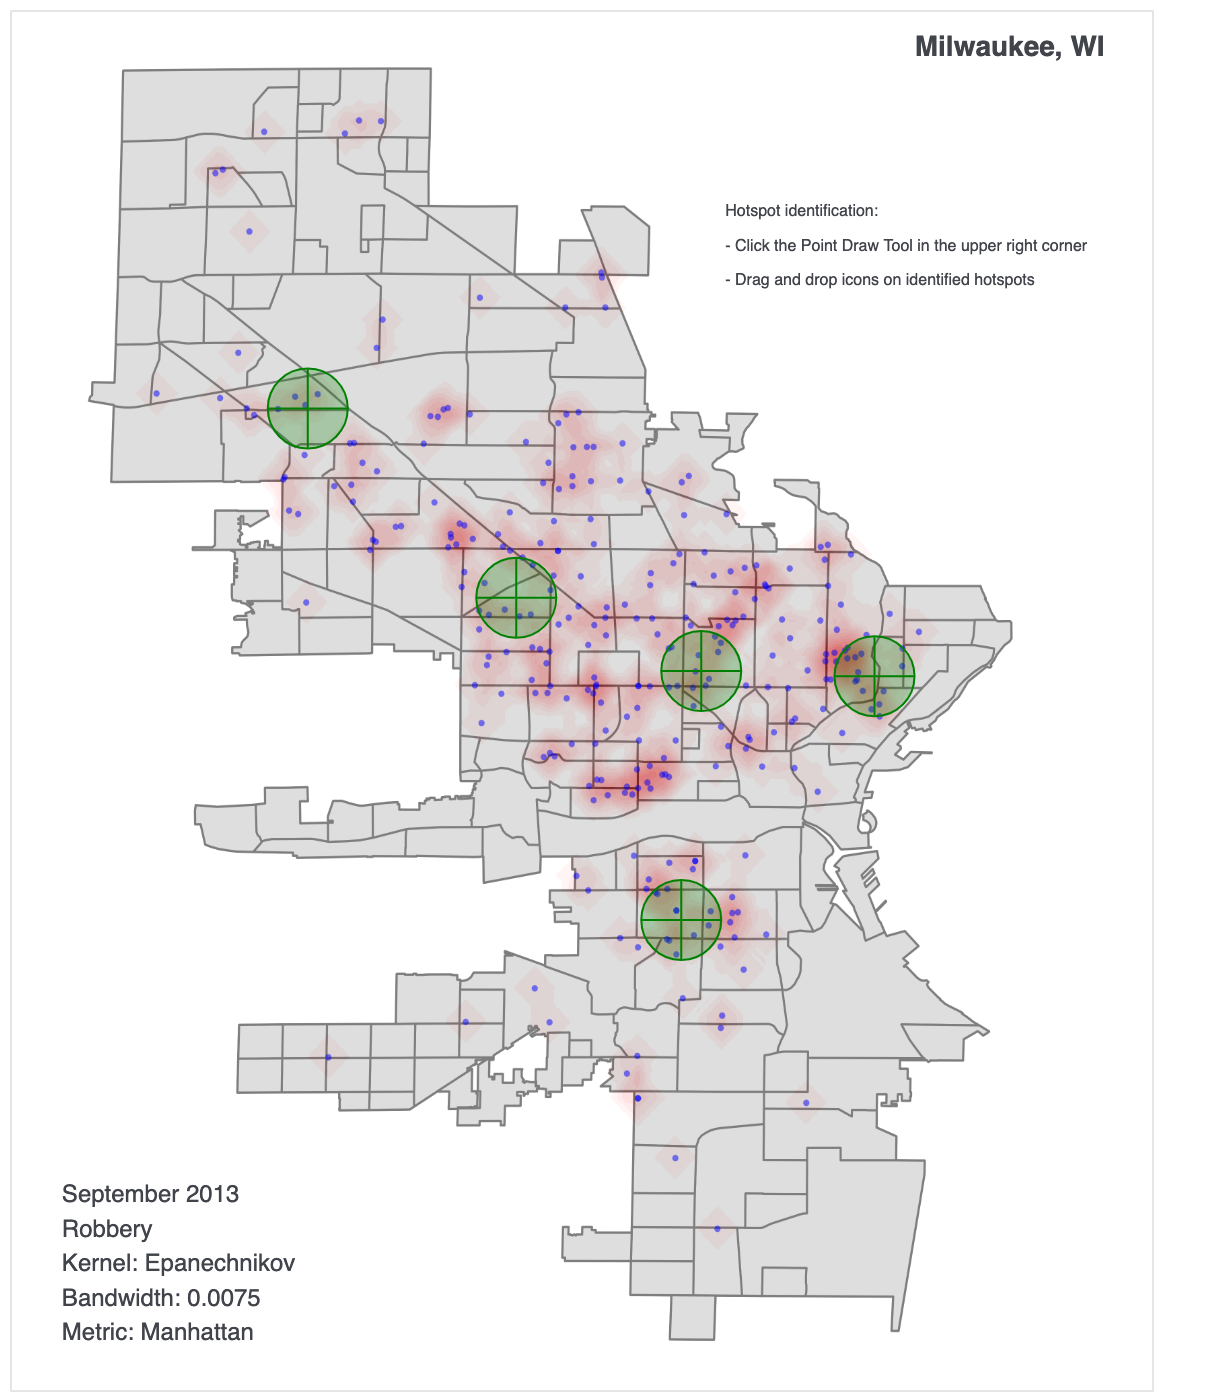 Milwaukee, WI
Hotspot identification:
- Click the Point Draw Tool in the upper right corner
- Drag and drop icons on identified hotspots
September 2013
Robbery
Kernel: Epanechnikov
Bandwidth: 0.0075
Metric: Manhattan